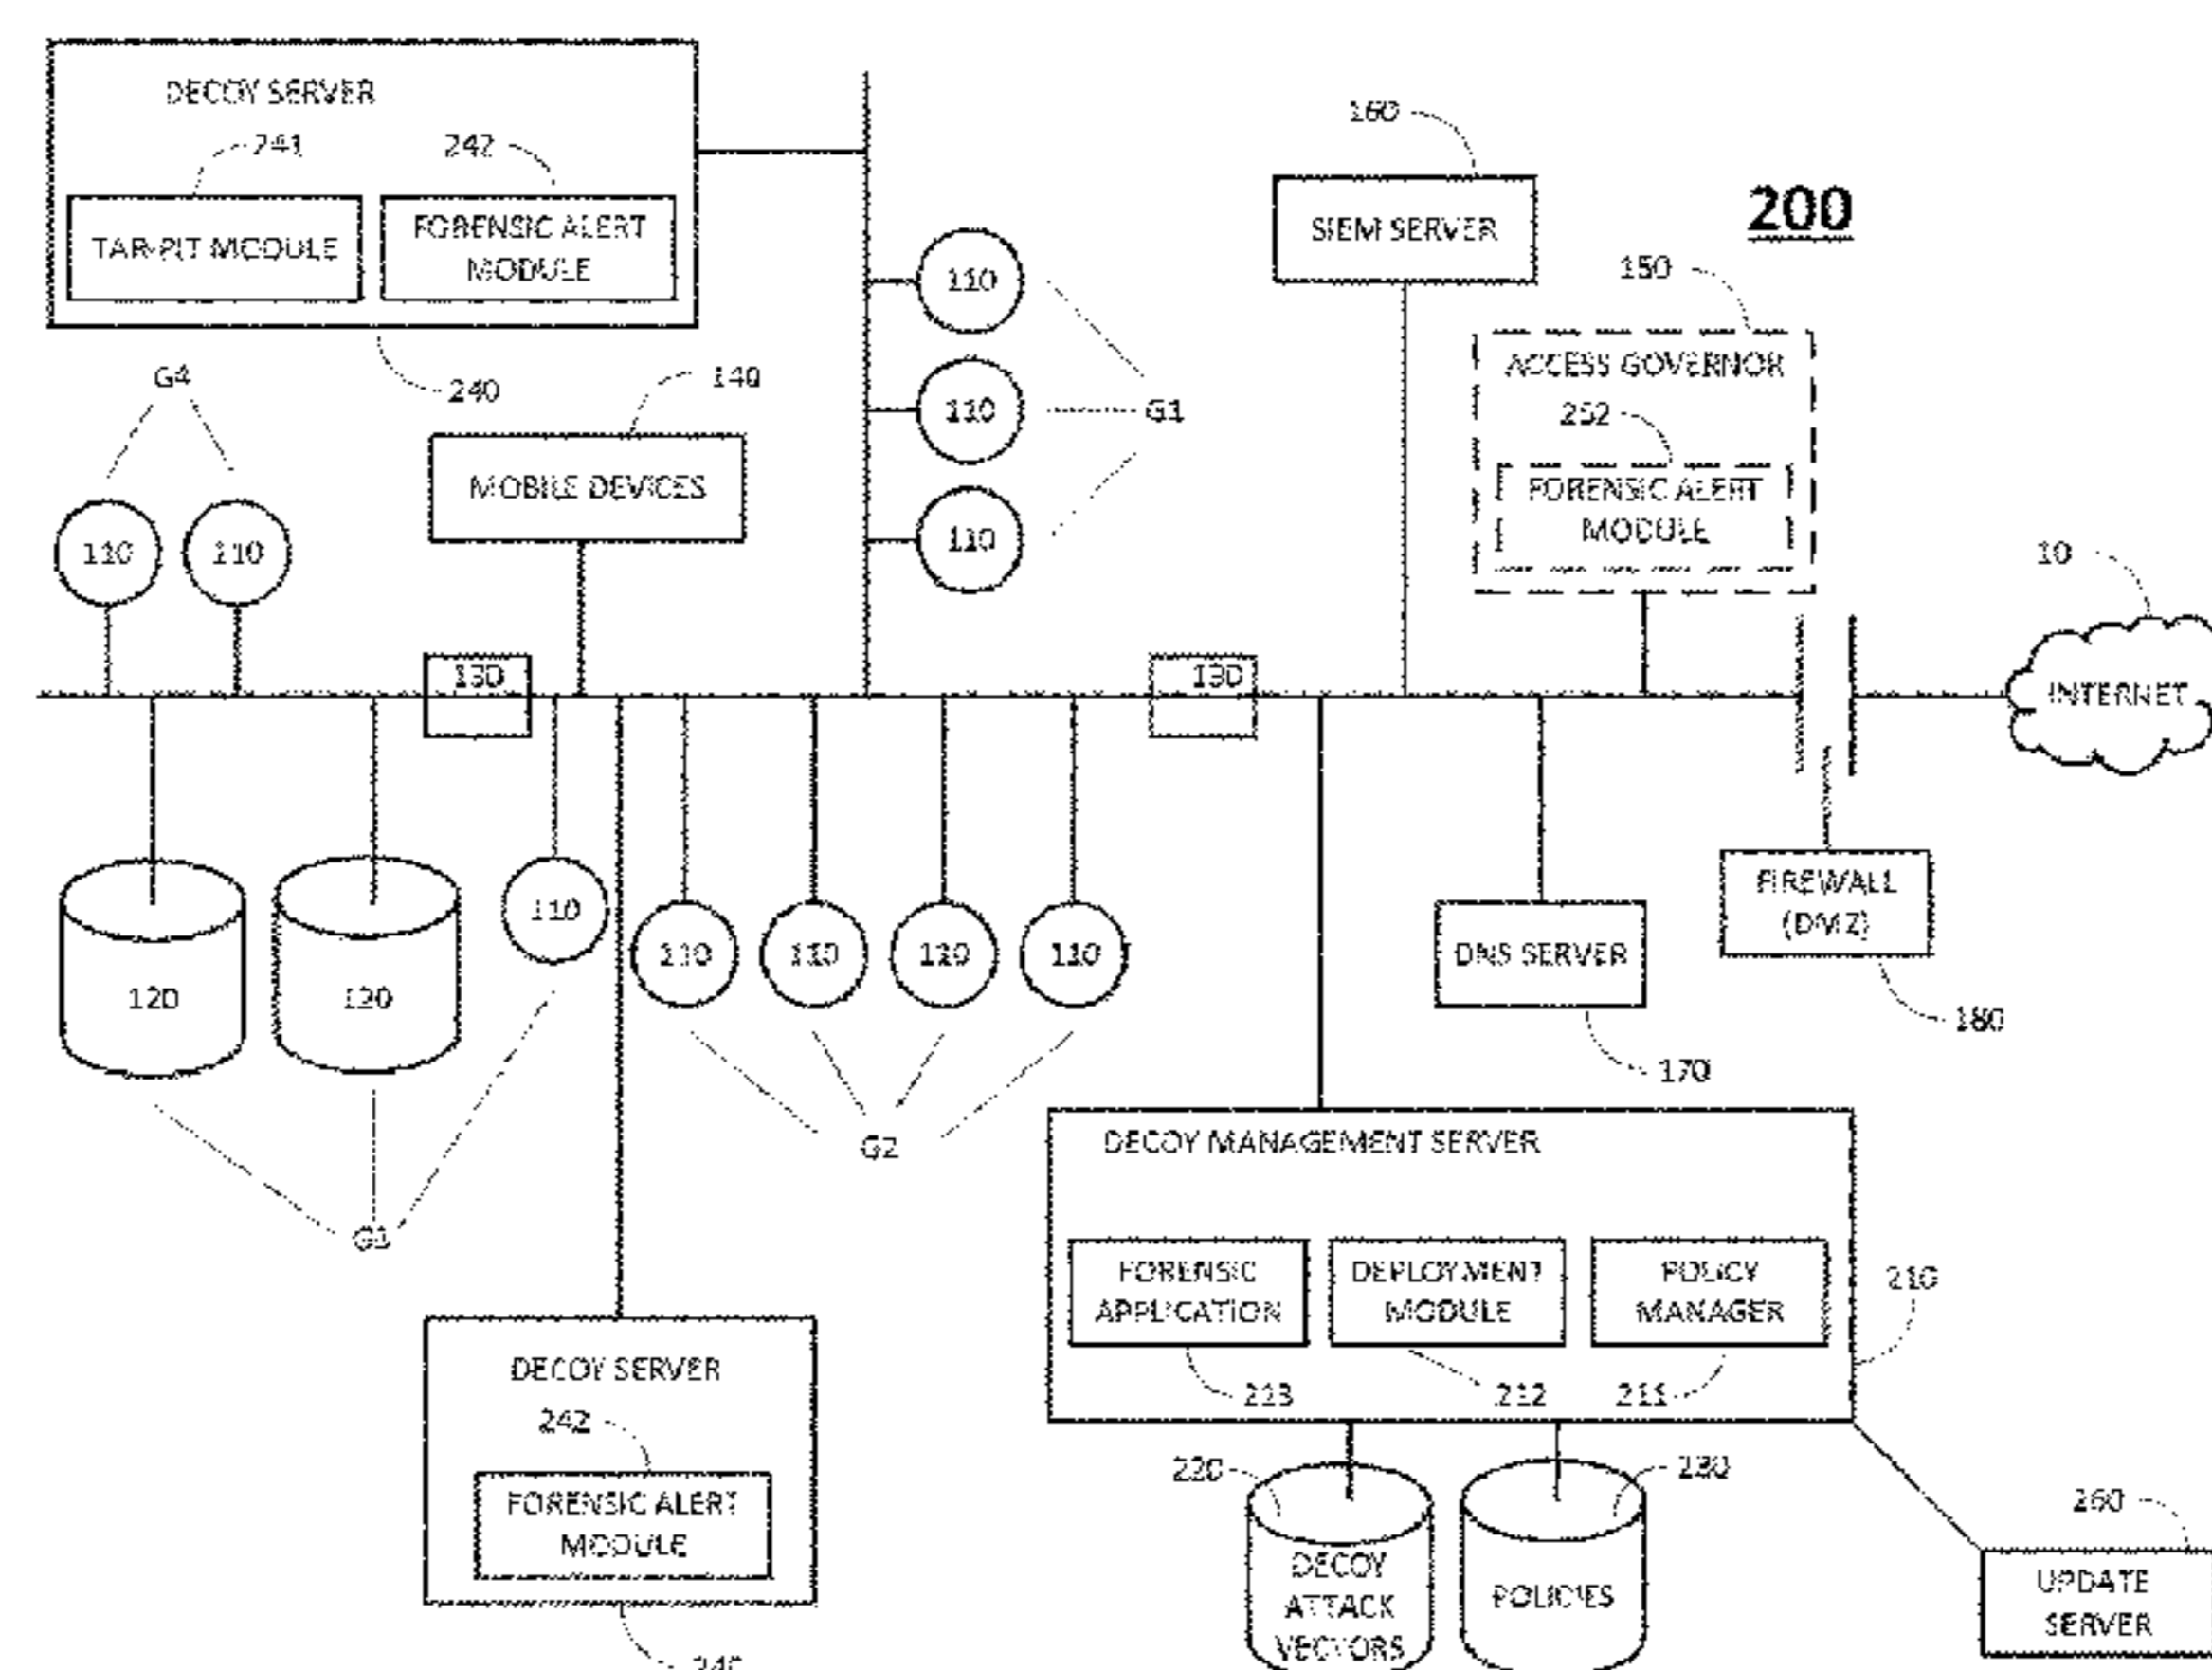 DECOY SERVER
241
242
TAR-PIT MODULE
FORENSIC ALERT
MODULE
240
160
SIEM SERVER
200
150
ACCESS GOVERNOR
252
FORENSIC ALERT
MODULE
G4
140
MOBILE DEVICES
110
110
110
G1
110
110
110
130
130
10
INTERNET
120
120
110
110
110
110
110
DNS SERVER
170
FIREWALL
(DMZ)
180
G2
G3
DECOY MANAGEMENT SERVER
FORENSIC
APPLICATION
DEPLOYMENT
MODULE
POLICY
MANAGER
210
213
212
211
DECOY SERVER
242
FORENSIC ALERT
MODULE
220
230
DECOY
ATTACK
VECTORS
POLICIES
260
UPDATE
SERVER